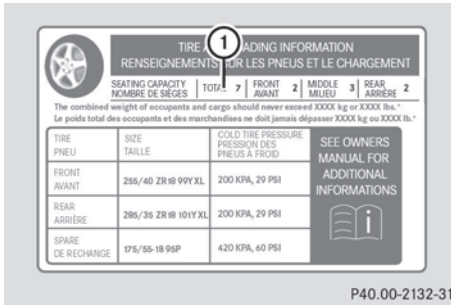 1
TIRE AND LOADING INFORMATION
RENSEIGNEMENTS SUR LES PNEUS ET LE CHARGEMENT
SEATING CAPACITY TOTAL 7 FRONT 2 MIDDLE 3 REAR 2
NOMBRE DE SIÈGES AVANT MILIEU ARRIÈRE
The combined weight of occupants and cargo should never exceed XXXX kg or XXXX lbs.*
Le poids total des occupants et des marchandises ne doit jamais dépasser XXXX kg ou XXXX lb.*
TIRE
PNEU
SIZE
TAILLE
COLD TIRE PRESSURE
PRESSION DES
PNEUS À FROID
SEE OWNERS
MANUAL FOR
ADDITIONAL
INFORMATIONS
i
FRONT
AVANT
255/40 ZR18 99Y XL
200 KPA, 29 PSI
REAR
ARRIÈRE
285/35 ZR18 101Y XL
200 KPA, 29 PSI
SPARE
DE RECHANGE
175/55-18 95P
420 KPA, 60 PSI
P40.00-2132-31